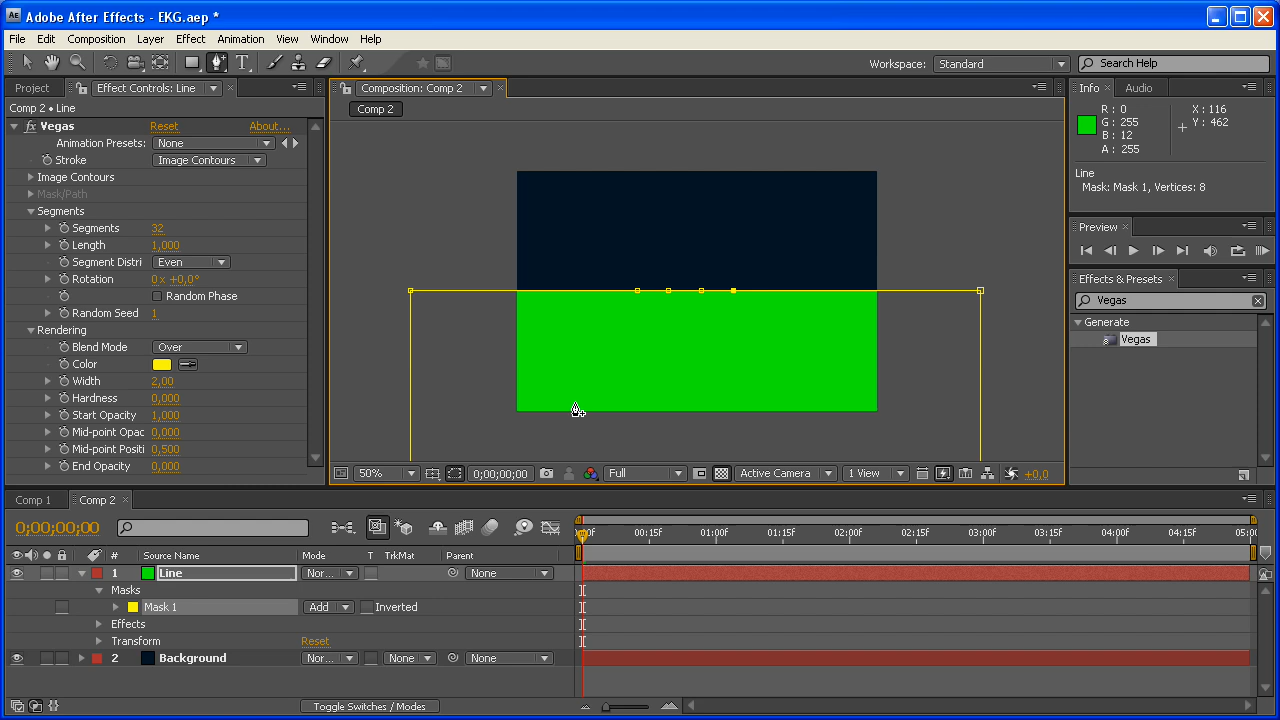 Adobe After Effects - EKG.aep *
File Edit Composition Layer Effect Animation View Window Help
Workspace: Standard Search Help
Project Effect Controls: Line
Comp 2 • Line
fx Vegas Reset About...
Animation Presets: None
Stroke Image Contours
Image Contours
Mask/Path
Segments
Segments 32
Length 1,000
Segment Distri Even
Rotation 0 x +0,0°
Random Phase
Random Seed 1
Rendering
Blend Mode Over
Color
Width 2,00
Hardness 0,000
Start Opacity 1,000
Mid-point Opac 0,000
Mid-point Positi 0,500
End Opacity 0,000
Composition: Comp 2
Comp 2
50% 0;00;00;00 Full Active Camera 1 View +0,0
Info Audio
R : 0
G : 255
B : 12
A : 255
X : 116
Y : 462
Line
Mask: Mask 1, Vertices: 8
Preview
Effects & Presets
Vegas
Generate
Vegas
Comp 1 Comp 2
0;00;00;00
00:15F 01:00F 01:15F 02:00F 02:15F 03:00F 03:15F 04:00F 04:15F 05:0
# Source Name Mode T TrkMat Parent
1 Line Nor... None
Masks
Mask 1 Add Inverted
Effects
Transform Reset
2 Background Nor... None None
Toggle Switches / Modes